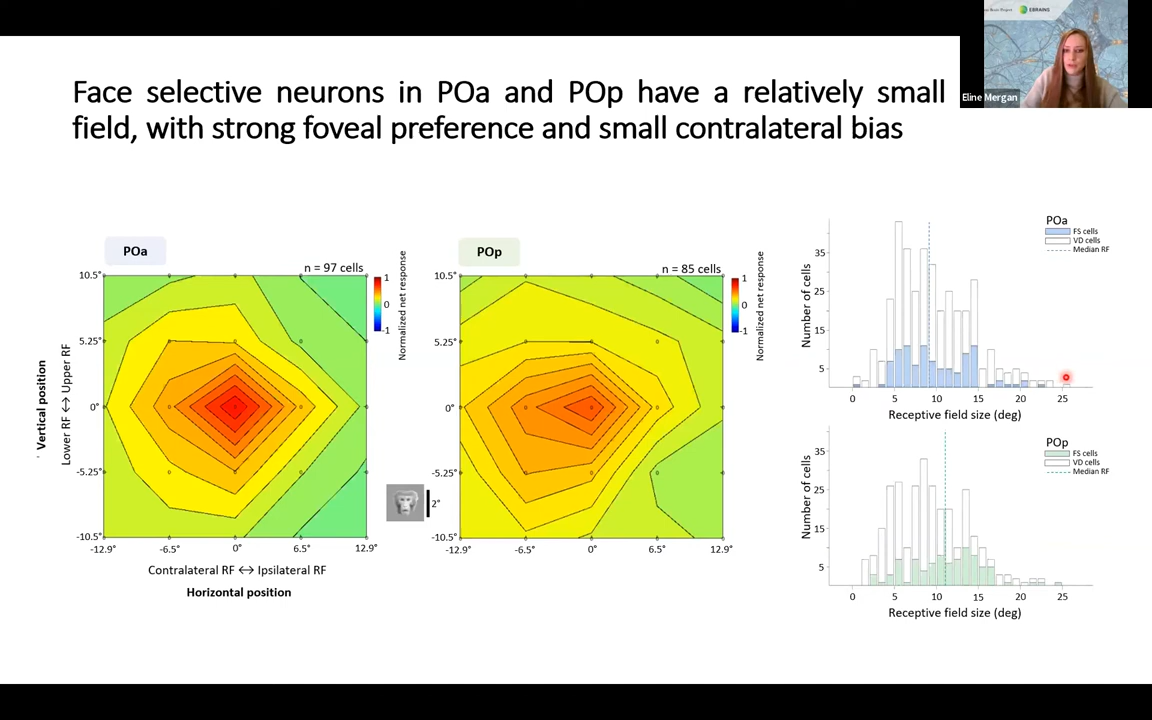 EBRAINS
Eline Mergan
Face selective neurons in POa and POp have a relatively small
field, with strong foveal preference and small contralateral bias
POa
n = 97 cells
10.5°
5.25°
0°
-5.25°
-10.5°
-12.9°
-6.5°
0°
6.5°
12.9°
1
0
-1
Normalized net response
Vertical position
Lower RF <-> Upper RF
Contralateral RF <-> Ipsilateral RF
Horizontal position
2°
POp
n = 85 cells
10.5°
5.25°
0°
-5.25°
-10.5°
-12.9°
-6.5°
0°
6.5°
12.9°
1
0
-1
Normalized net response
POa
FS cells
VD cells
Median RF
Number of cells
35
25
15
5
0
5
10
15
20
25
Receptive field size (deg)
POp
FS cells
VD cells
Median RF
Number of cells
35
25
15
5
0
5
10
15
20
25
Receptive field size (deg)